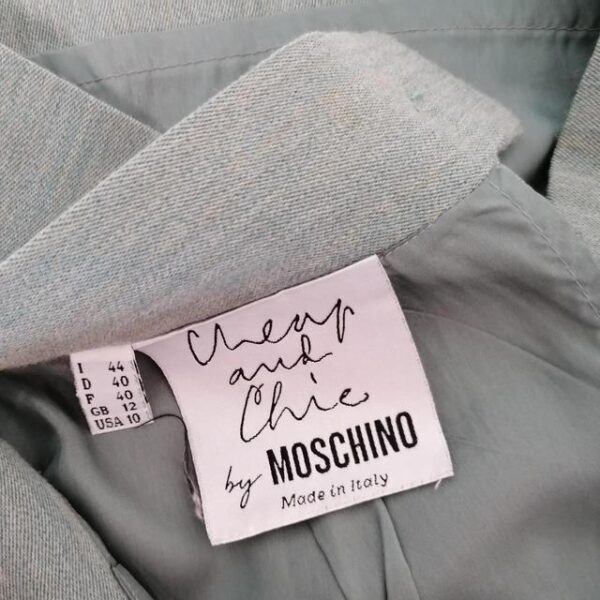 Cheap
and
Chic
by MOSCHINO
Made in Italy
I 44
D 40
F 40
GB 12
USA 10